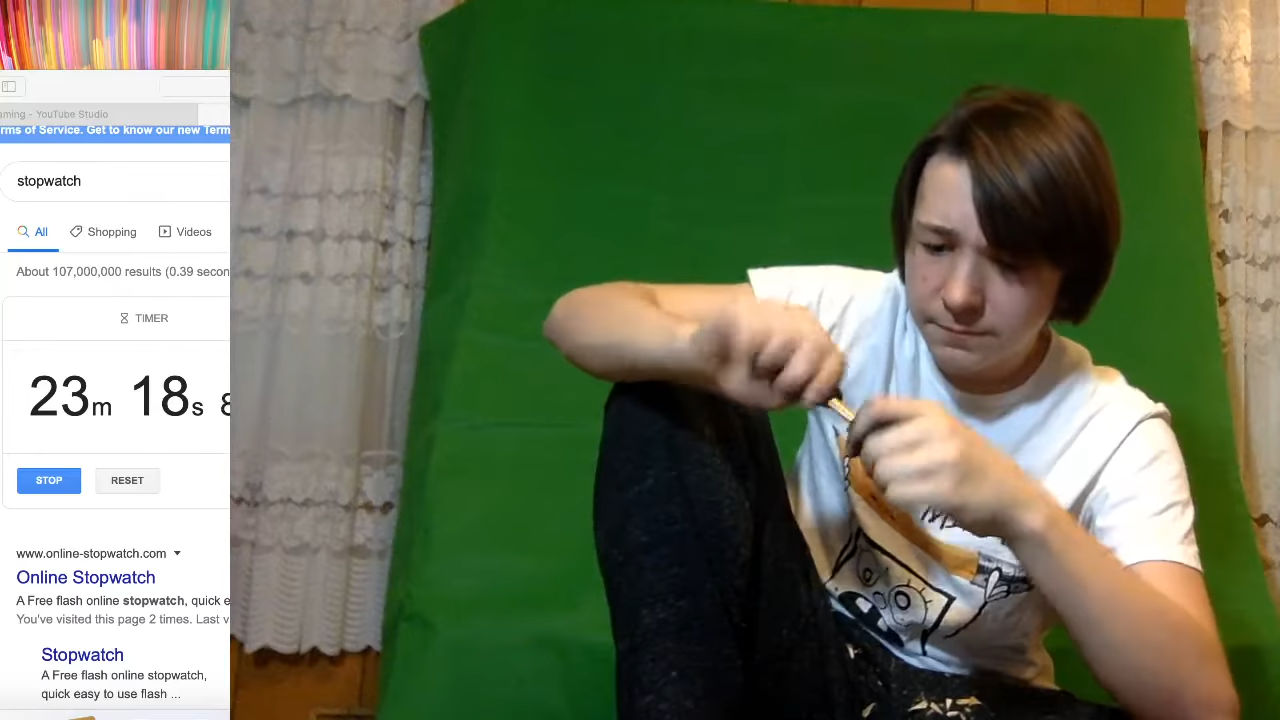 aming - YouTube Studio
rms of Service. Get to know our new Term
stopwatch
All Shopping Videos
About 107,000,000 results (0.39 secon
TIMER
23m 18s 8
STOP RESET
www.online-stopwatch.com
Online Stopwatch
A Free flash online stopwatch, quick e
You've visited this page 2 times. Last v
Stopwatch
A Free flash online stopwatch,
quick easy to use flash ...